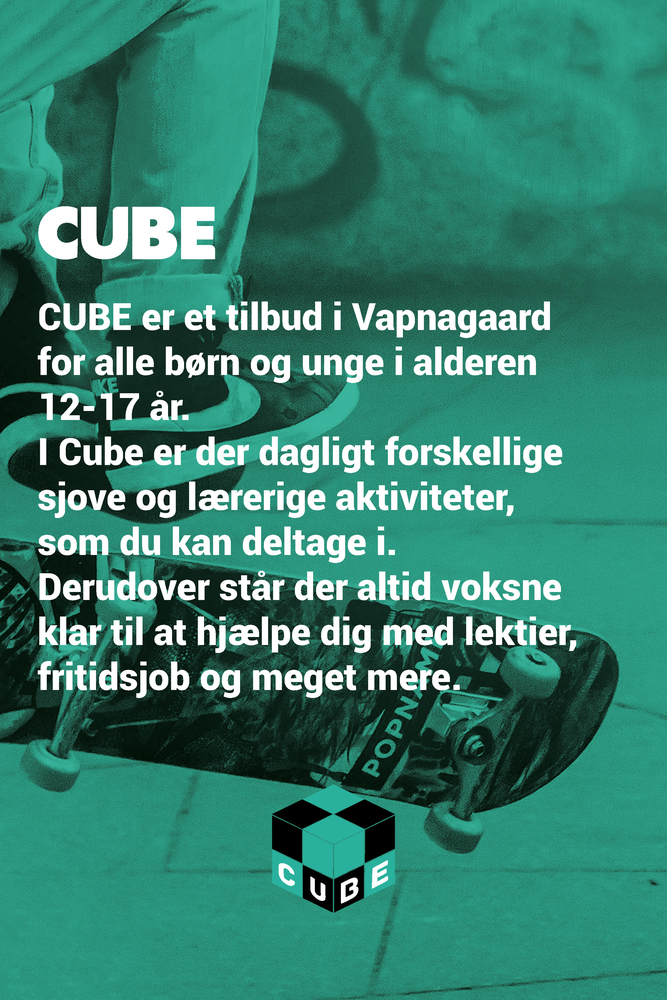 CUBE
CUBE er et tilbud i Vapnagaard
for alle børn og unge i alderen
12-17 år.
I Cube er der dagligt forskellige
sjove og lærerige aktiviteter,
som du kan deltage i.
Derudover står der altid voksne
klar til at hjælpe dig med lektier,
fritidsjob og meget mere.
CUBE